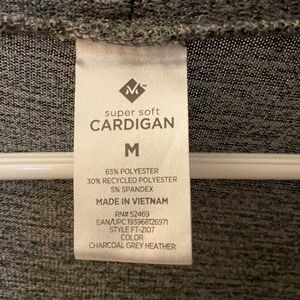 M
super soft
CARDIGAN
M
65% POLYESTER
30% RECYCLED POLYESTER
5% SPANDEX
MADE IN VIETNAM
RN# 52469
EAN/UPC 193968126971
STYLE FT-2107
COLOR
CHARCOAL GREY HEATHER